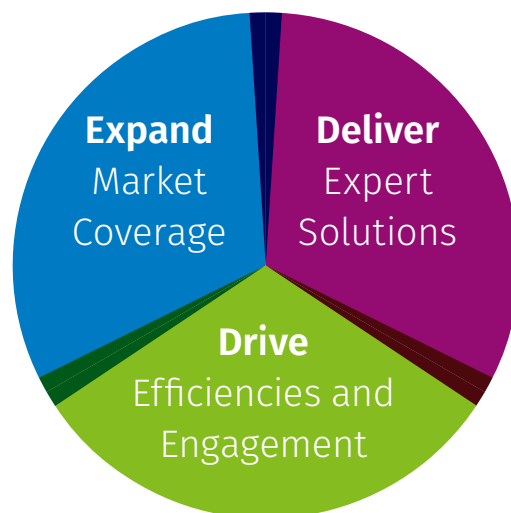 Expand
Market
Coverage
Deliver
Expert
Solutions
Drive
Efficiencies and
Engagement